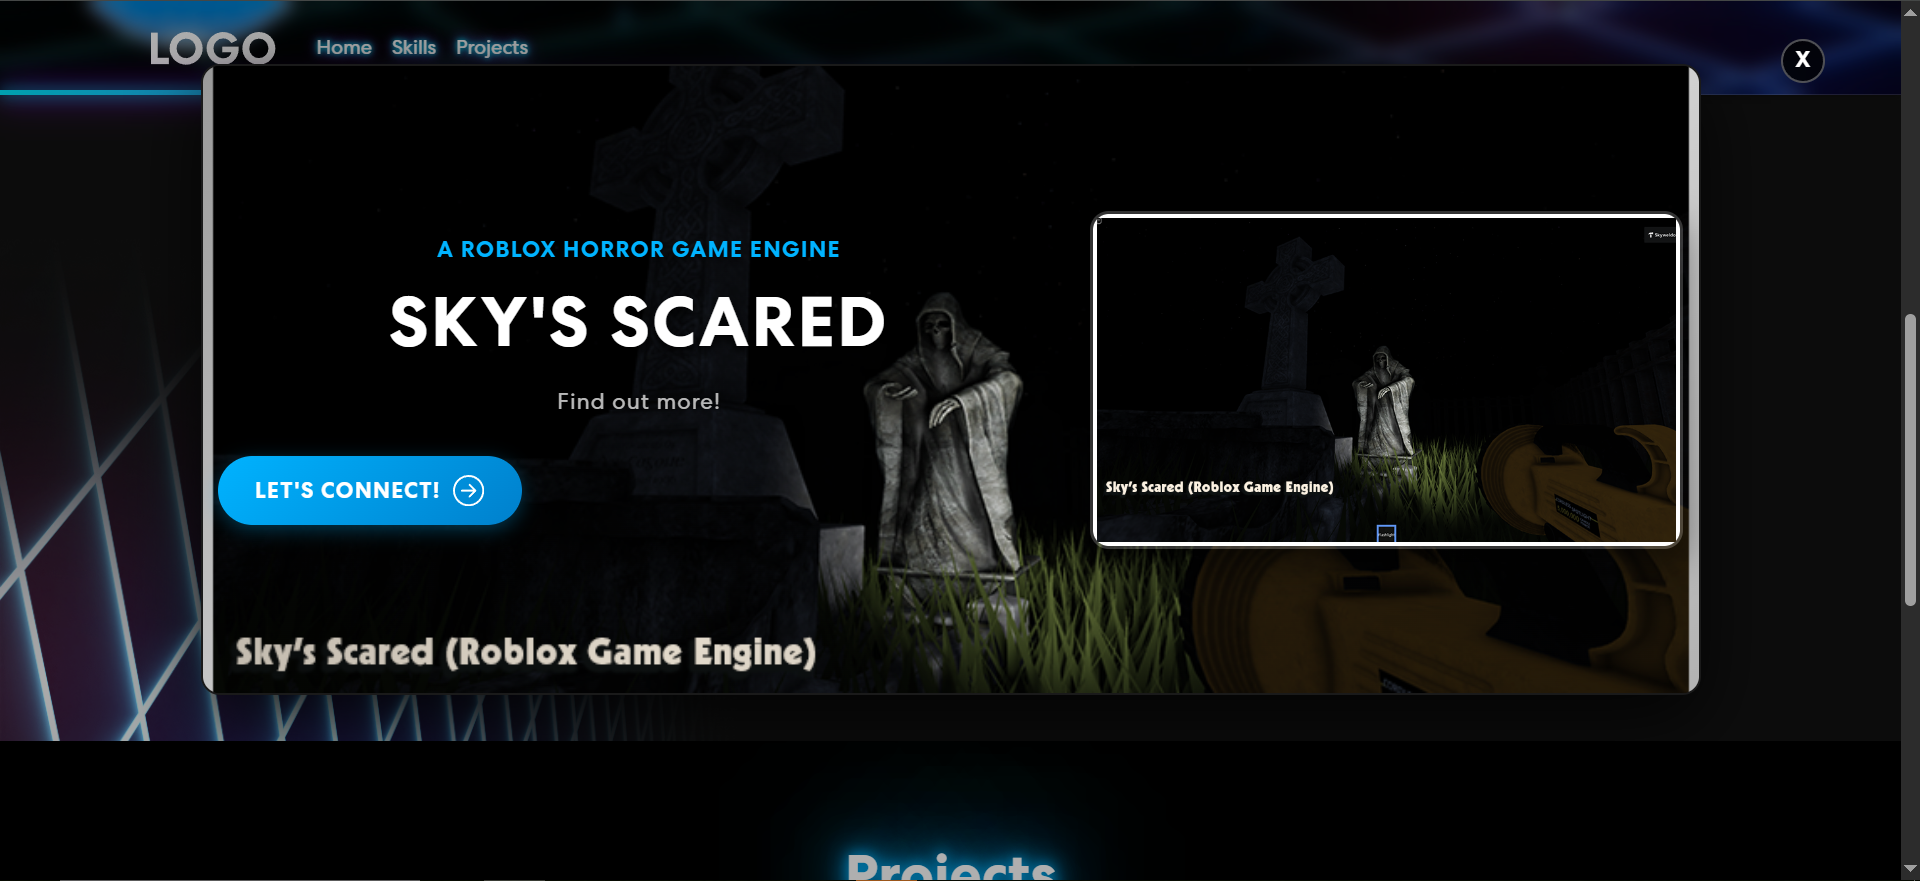 LOGO
Home Skills Projects
X
A ROBLOX HORROR GAME ENGINE
SKY'S SCARED
Find out more!
LET'S CONNECT!
Sky's Scared (Roblox Game Engine)
Sky's Scared (Roblox Game Engine)
Projects